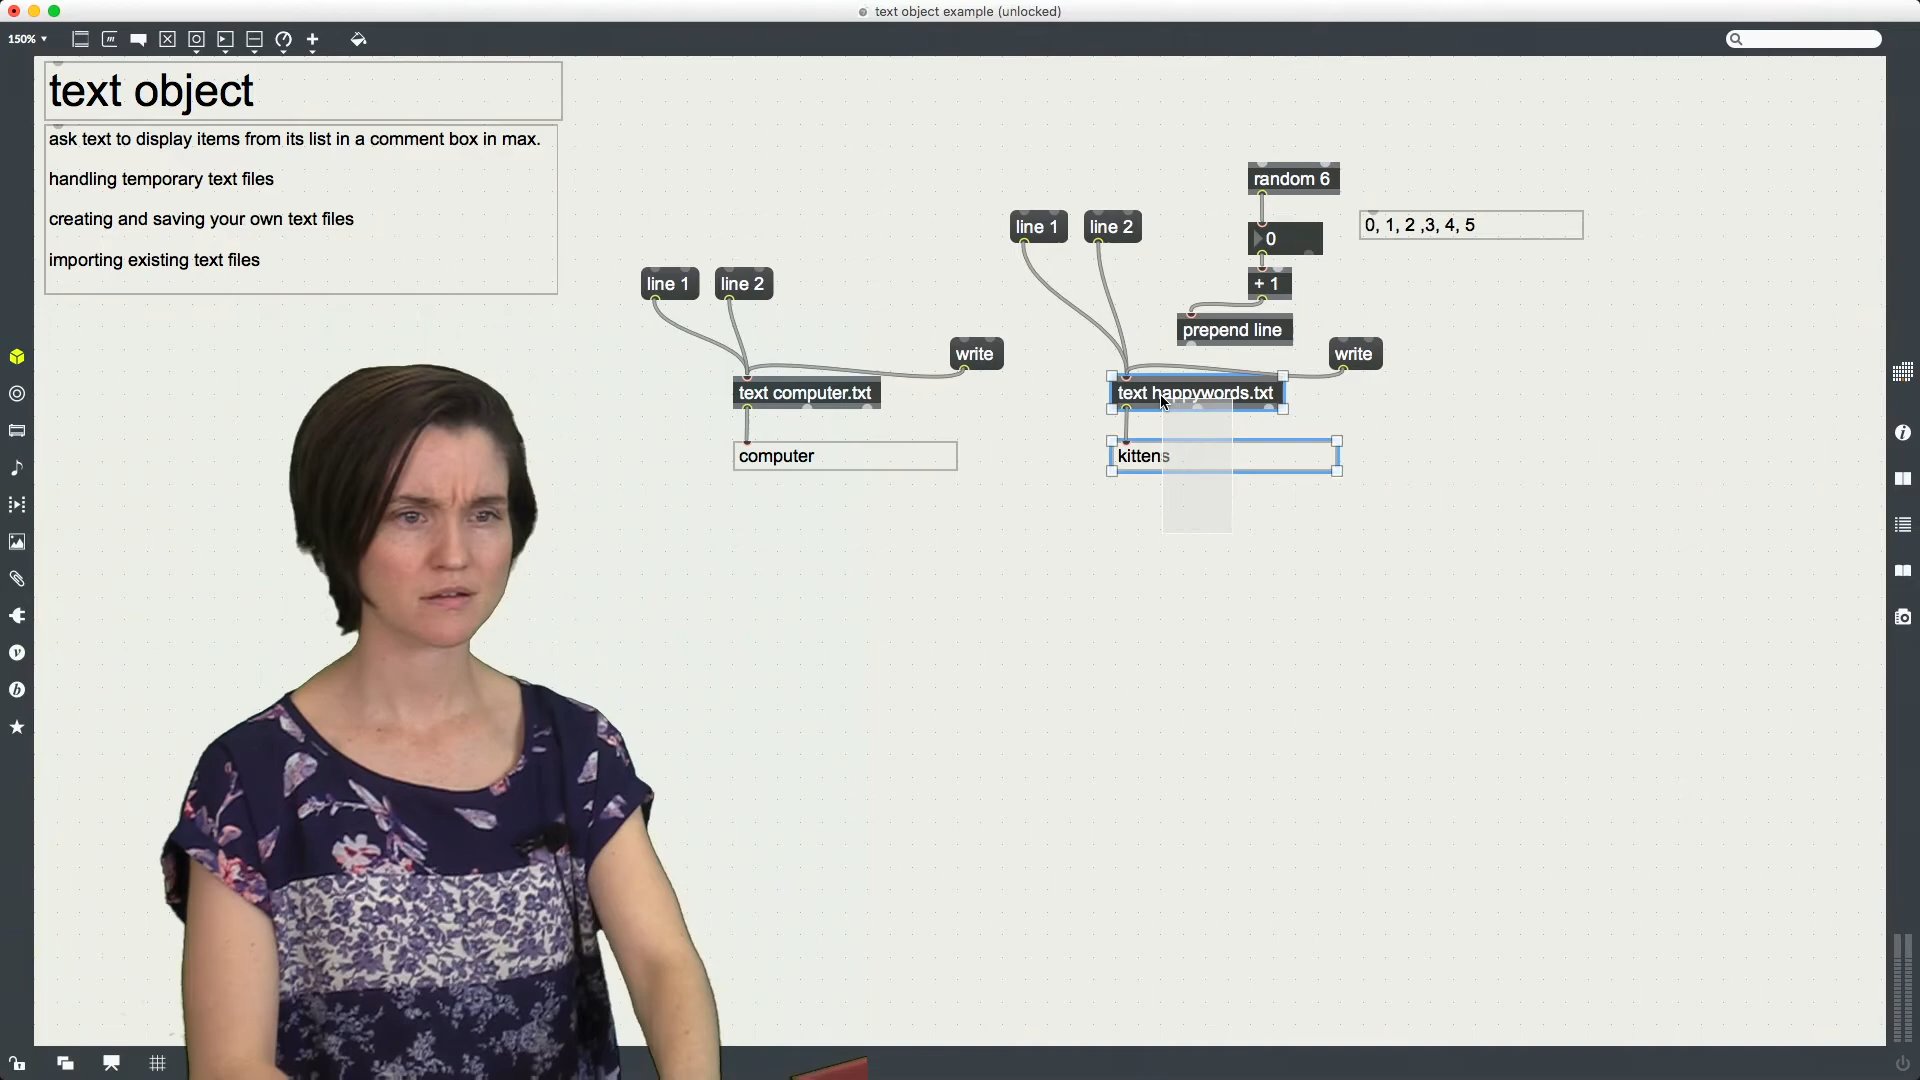 text object example (unlocked)
150%
text object
ask text to display items from its list in a comment box in max.
handling temporary text files
creating and saving your own text files
importing existing text files
random 6
line 1
line 2
0
0, 1, 2 ,3, 4, 5
line 1
line 2
+ 1
prepend line
write
write
text computer.txt
text happywords.txt
computer
kittens